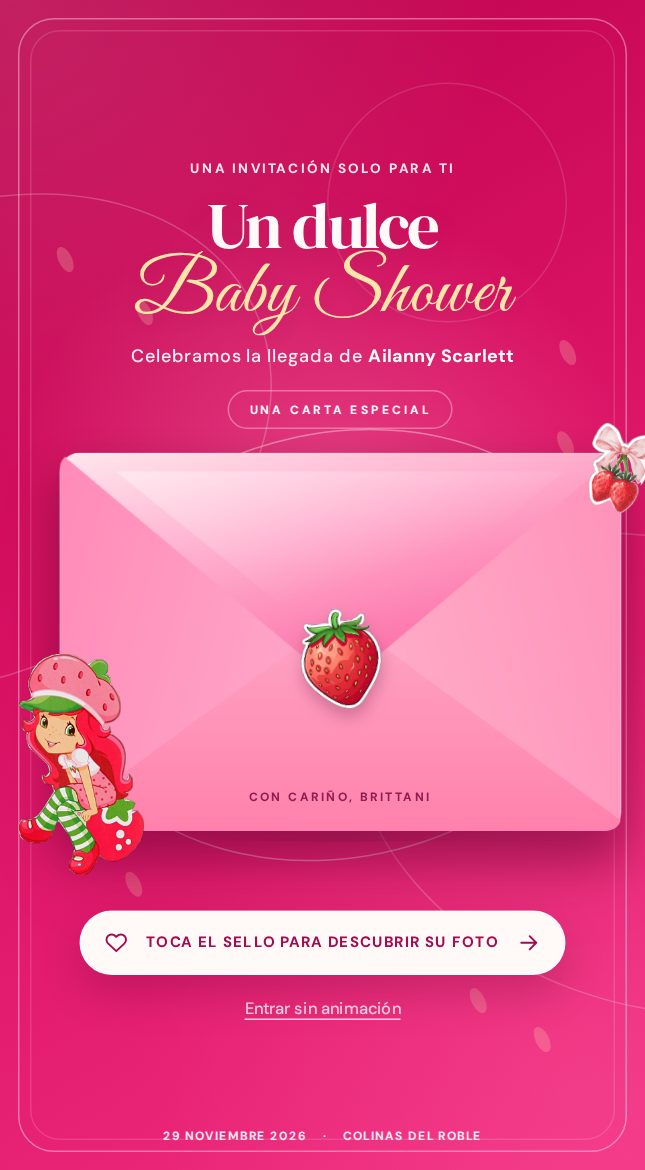 UNA INVITACIÓN SOLO PARA TI
Un dulce
Baby Shower
Celebramos la llegada de Ailanny Scarlett
UNA CARTA ESPECIAL
CON CARIÑO, BRITTANI
TOCA EL SELLO PARA DESCUBRIR SU FOTO
Entrar sin animación
29 NOVIEMBRE 2026 · COLINAS DEL ROBLE